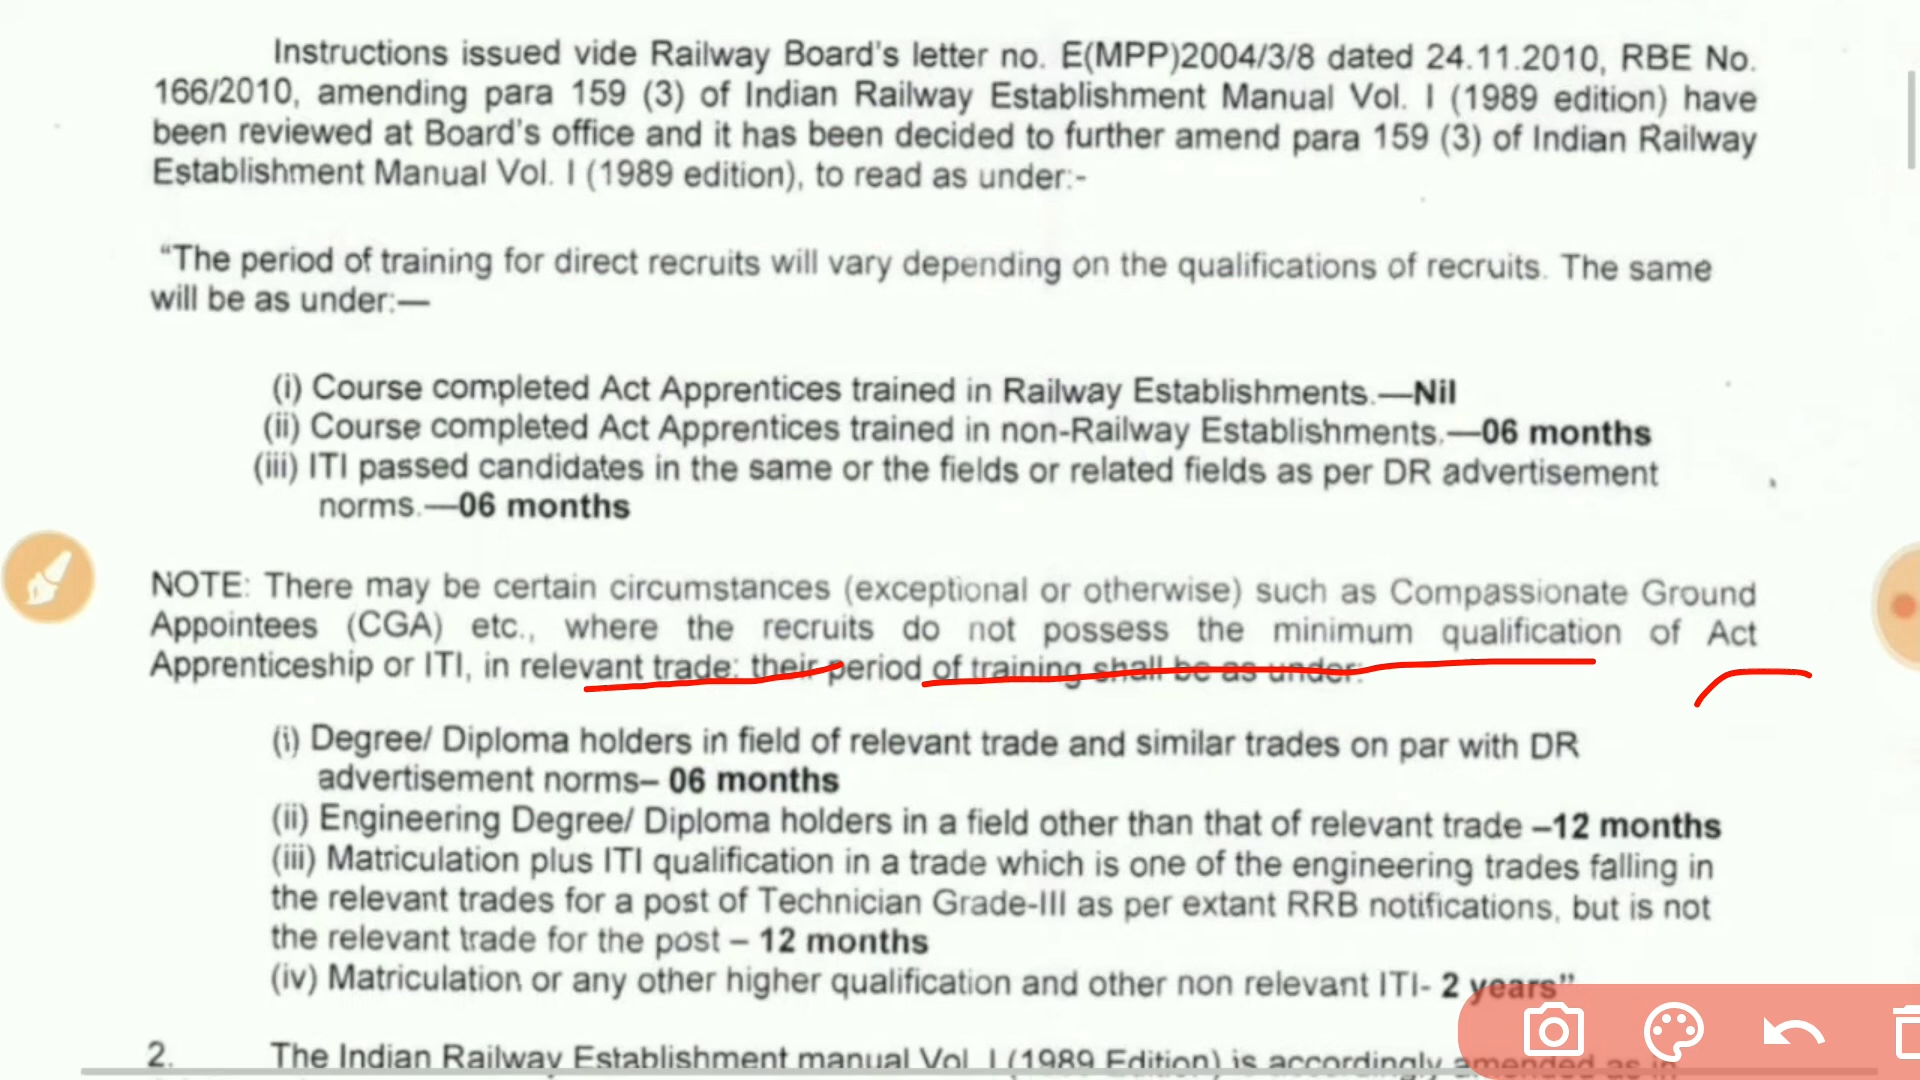 Instructions issued vide Railway Board's letter no. E(MPP)2004/3/8 dated 24.11.2010, RBE No.
166/2010, amending para 159 (3) of Indian Railway Establishment Manual Vol. I (1989 edition) have
been reviewed at Board's office and it has been decided to further amend para 159 (3) of Indian Railway
Establishment Manual Vol. I (1989 edition), to read as under:-
“The period of training for direct recruits will vary depending on the qualifications of recruits. The same
will be as under:—
(i) Course completed Act Apprentices trained in Railway Establishments.—Nil
(ii) Course completed Act Apprentices trained in non-Railway Establishments.—06 months
(iii) ITI passed candidates in the same or the fields or related fields as per DR advertisement
norms.—06 months
NOTE: There may be certain circumstances (exceptional or otherwise) such as Compassionate Ground
Appointees (CGA) etc., where the recruits do not possess the minimum qualification of Act
Apprenticeship or ITI, in relevant trade: their period of training shall be as under:
(i) Degree/ Diploma holders in field of relevant trade and similar trades on par with DR
advertisement norms– 06 months
(ii) Engineering Degree/ Diploma holders in a field other than that of relevant trade –12 months
(iii) Matriculation plus ITI qualification in a trade which is one of the engineering trades falling in
the relevant trades for a post of Technician Grade-III as per extant RRB notifications, but is not
the relevant trade for the post – 12 months
(iv) Matriculation or any other higher qualification and other non relevant ITI- 2 years”
2. The Indian Railway Establishment manual Vol. I (1989 Edition) is accordingly amended as in